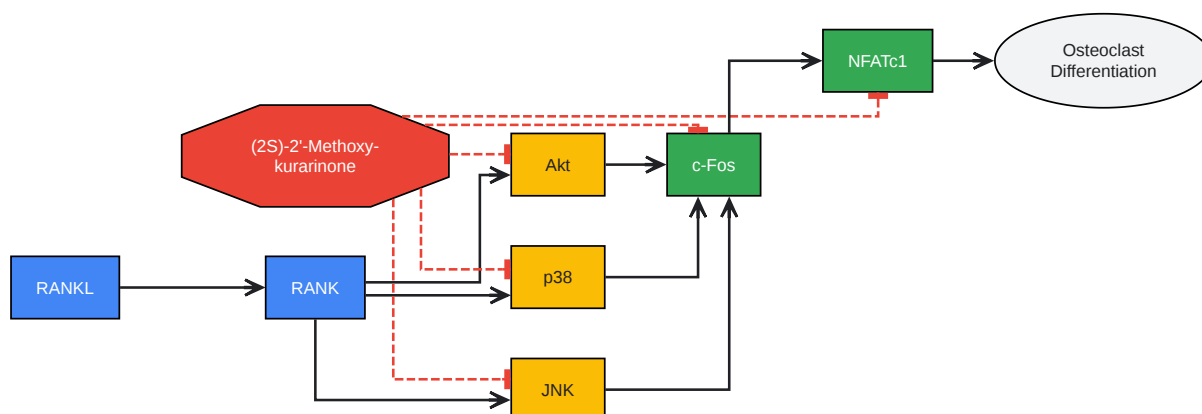 NFATc1
Osteoclast
Differentiation
(2S)-2'-Methoxy-
kurarinone
Akt
c-Fos
RANKL
RANK
p38
JNK